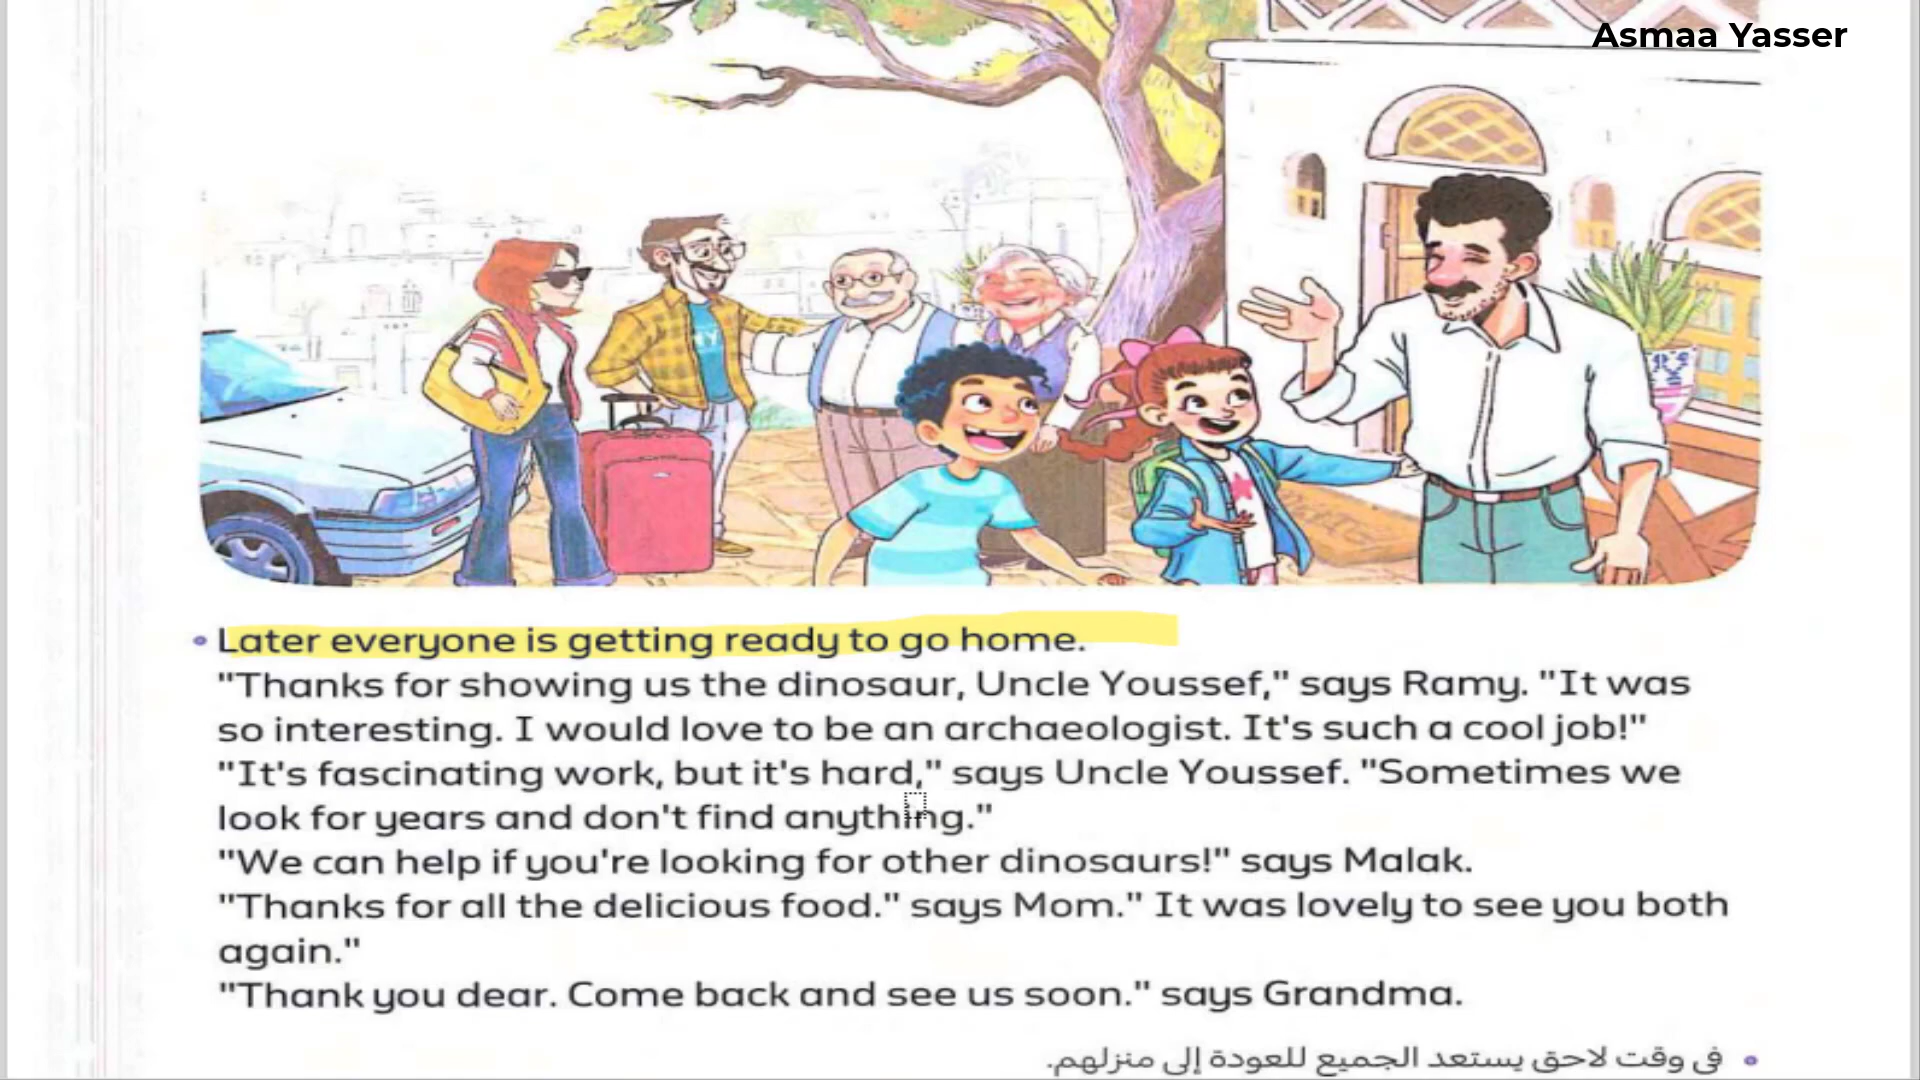 Asmaa Yasser
Later everyone is getting ready to go home.
"Thanks for showing us the dinosaur, Uncle Youssef," says Ramy. "It was
so interesting. I would love to be an archaeologist. It's such a cool job!"
"It's fascinating work, but it's hard," says Uncle Youssef. "Sometimes we
look for years and don't find anything."
"We can help if you're looking for other dinosaurs!" says Malak.
"Thanks for all the delicious food." says Mom." It was lovely to see you both
again."
"Thank you dear. Come back and see us soon." says Grandma.
فى وقت لاحق يستعد الجميع للعودة إلى منزلهم.